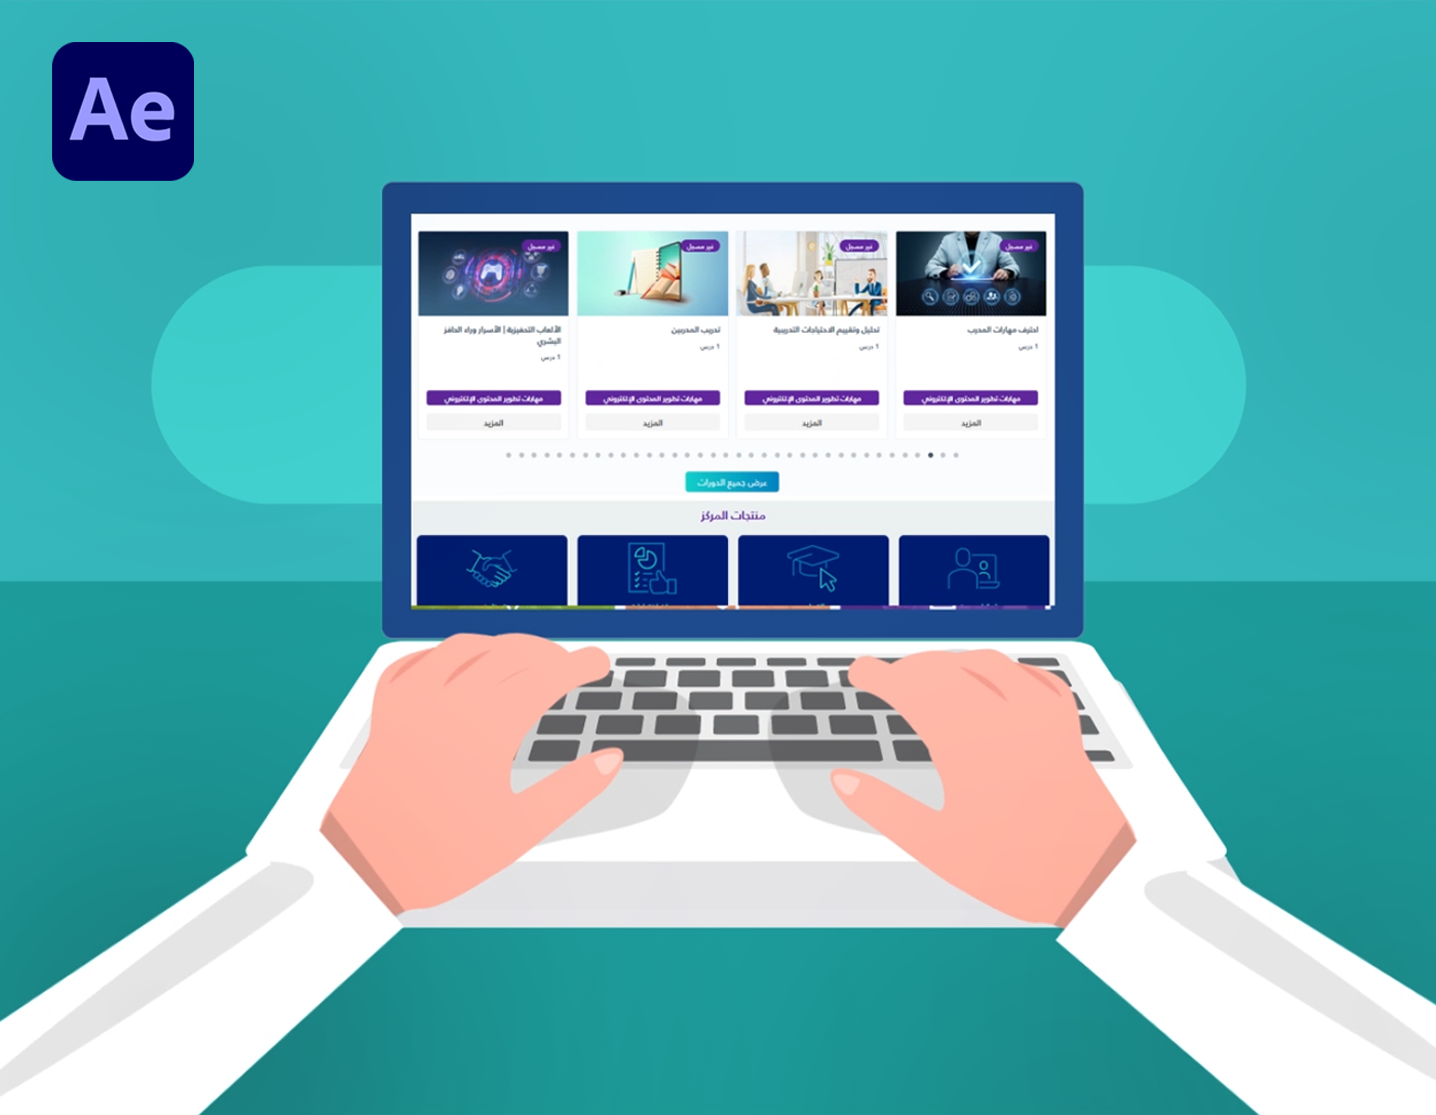 Ae
غير مسجل
غير مسجل
غير مسجل
غير مسجل
احترف مهارات المدرب
1 درس
تحليل وتقييم الاحتياجات التدريبية
1 درس
تدريب المدربين
1 درس
الألعاب التحفيزية | الأسرار وراء الحافز
البشري
1 درس
مهارات تطوير المحتوى الإلكتروني
مهارات تطوير المحتوى الإلكتروني
مهارات تطوير المحتوى الإلكتروني
مهارات تطوير المحتوى الإلكتروني
المزيد
المزيد
المزيد
المزيد
عرض جميع الدورات
منتجات المركز